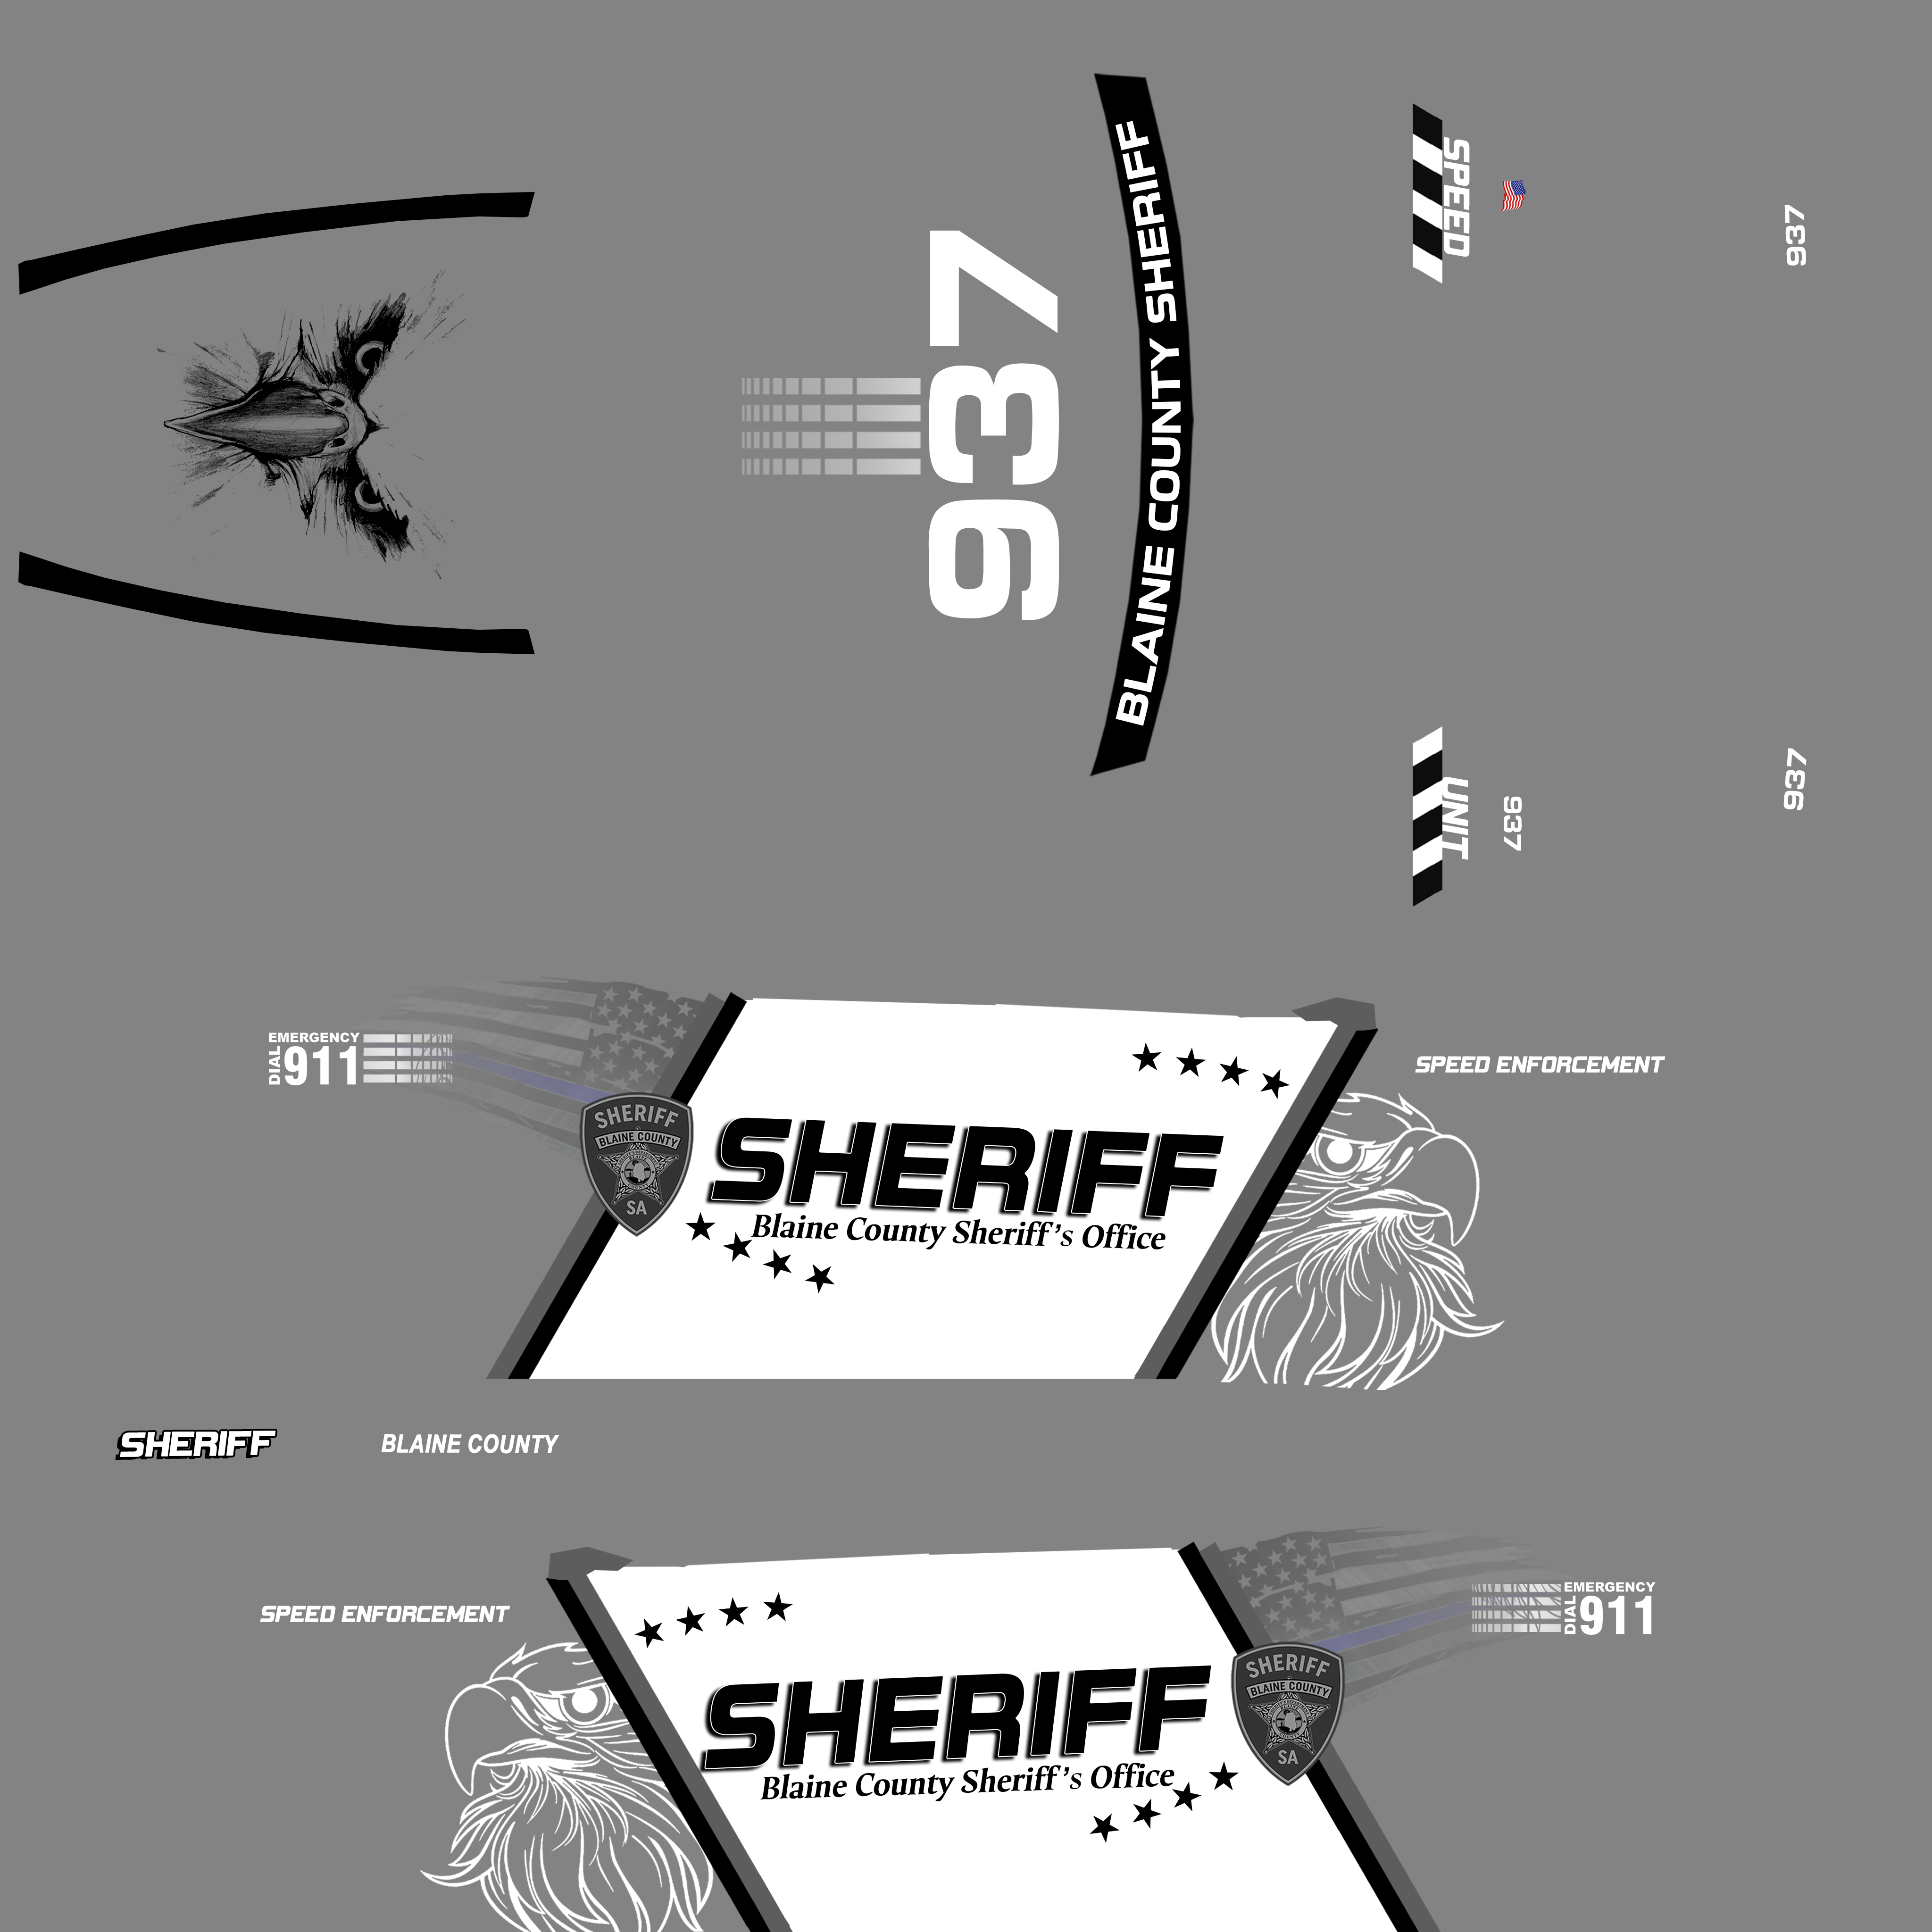 BLAINE COUNTY SHERIFF
937
SPEED
937
UNIT
937
937
EMERGENCY
DIAL
911
SHERIFF
BLAINE COUNTY
SA
SHERIFF
Blaine County Sheriff's Office
SPEED ENFORCEMENT
SHERIFF
BLAINE COUNTY
SPEED ENFORCEMENT
SHERIFF
Blaine County Sheriff's Office
SHERIFF
BLAINE COUNTY
SA
EMERGENCY
DIAL
911